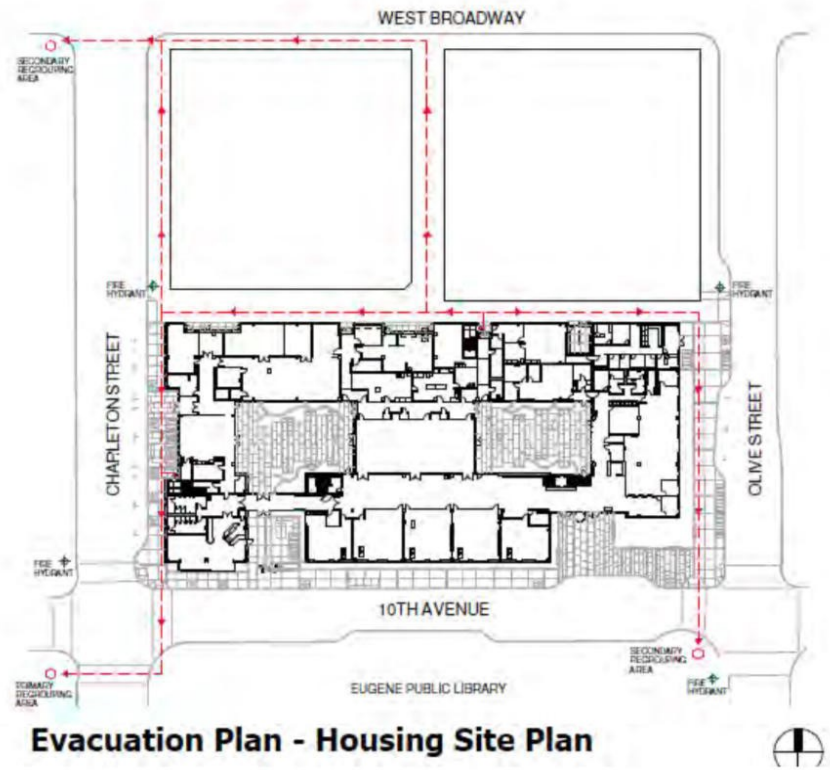 WEST BROADWAY
SECONDARY
REGROUPING
AREA
FIRE
HYDRANT
FIRE
HYDRANT
CHAPLETON STREET
OLIVE STREET
FIRE
HYDRANT
10TH AVENUE
SECONDARY
REGROUPING
AREA
PRIMARY
REGROUPING
AREA
EUGENE PUBLIC LIBRARY
FIRE
HYDRANT
Evacuation Plan - Housing Site Plan